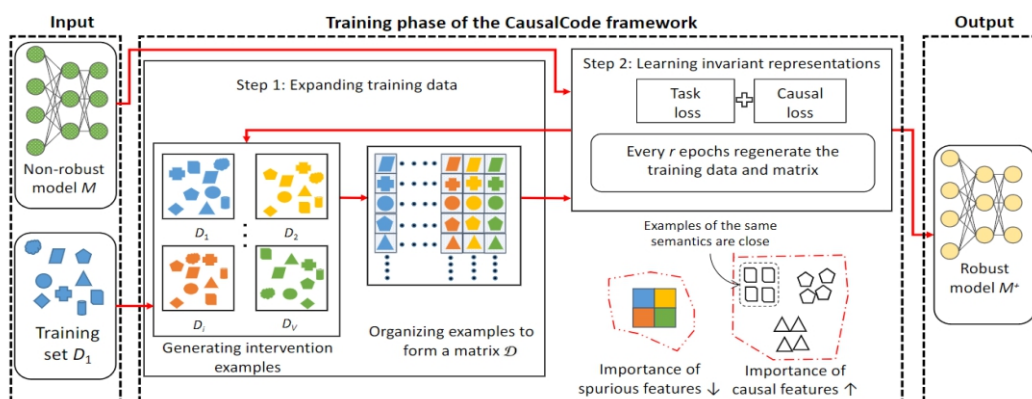 Input
Training phase of the CausalCode framework
Output
Non-robust
model M
Training
set D₁
Step 1: Expanding training data
D₁
D₂
Dᵢ
D_V
Generating intervention
examples
Organizing examples to
form a matrix 𝒟
Step 2: Learning invariant representations
Task
loss
Causal
loss
Every r epochs regenerate the
training data and matrix
Examples of the same
semantics are close
Importance of
spurious features ↓
Importance of
causal features ↑
Robust
model M⁺